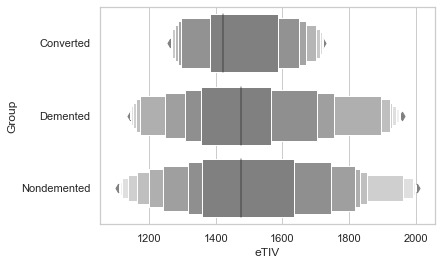 Converted
Demented
Nondemented
Group
1200 1400 1600 1800 2000
eTIV